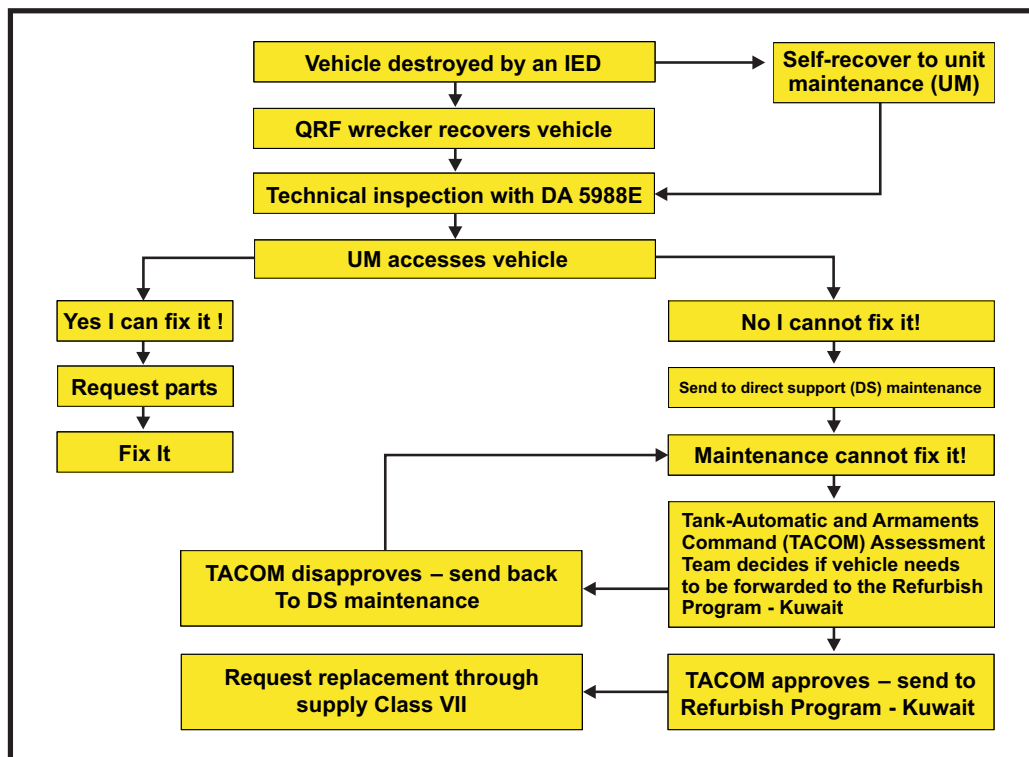 Vehicle destroyed by an IED
Self-recover to unit
maintenance (UM)
QRF wrecker recovers vehicle
Technical inspection with DA 5988E
UM accesses vehicle
Yes I can fix it !
No I cannot fix it!
Request parts
Send to direct support (DS) maintenance
Fix It
Maintenance cannot fix it!
Tank-Automatic and Armaments
Command (TACOM) Assessment
Team decides if vehicle needs
to be forwarded to the Refurbish
Program - Kuwait
TACOM disapproves – send back
To DS maintenance
Request replacement through
supply Class VII
TACOM approves – send to
Refurbish Program - Kuwait